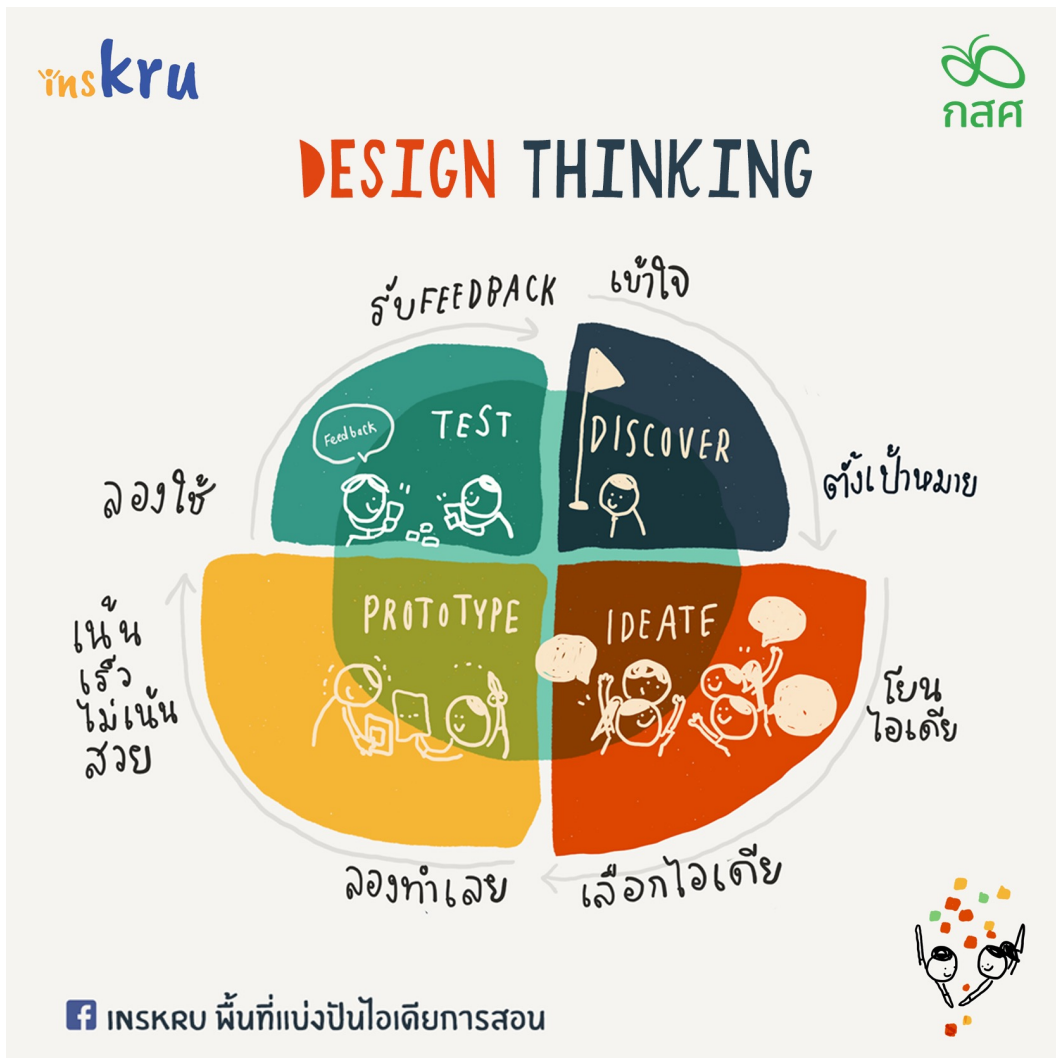 inskru
กสศ
DESIGN THINKING
รับFEEDBACK
เข้าใจ
TEST
Feedback
DISCOVER
ลองใช้
ตั้งเป้าหมาย
PROTOTYPE
IDEATE
เน้น
เร็ว
ไม่เน้น
สวย
โยน
ไอเดีย
ลองทำเลย
เลือกไอเดีย
INSKRU พื้นที่แบ่งปันไอเดียการสอน